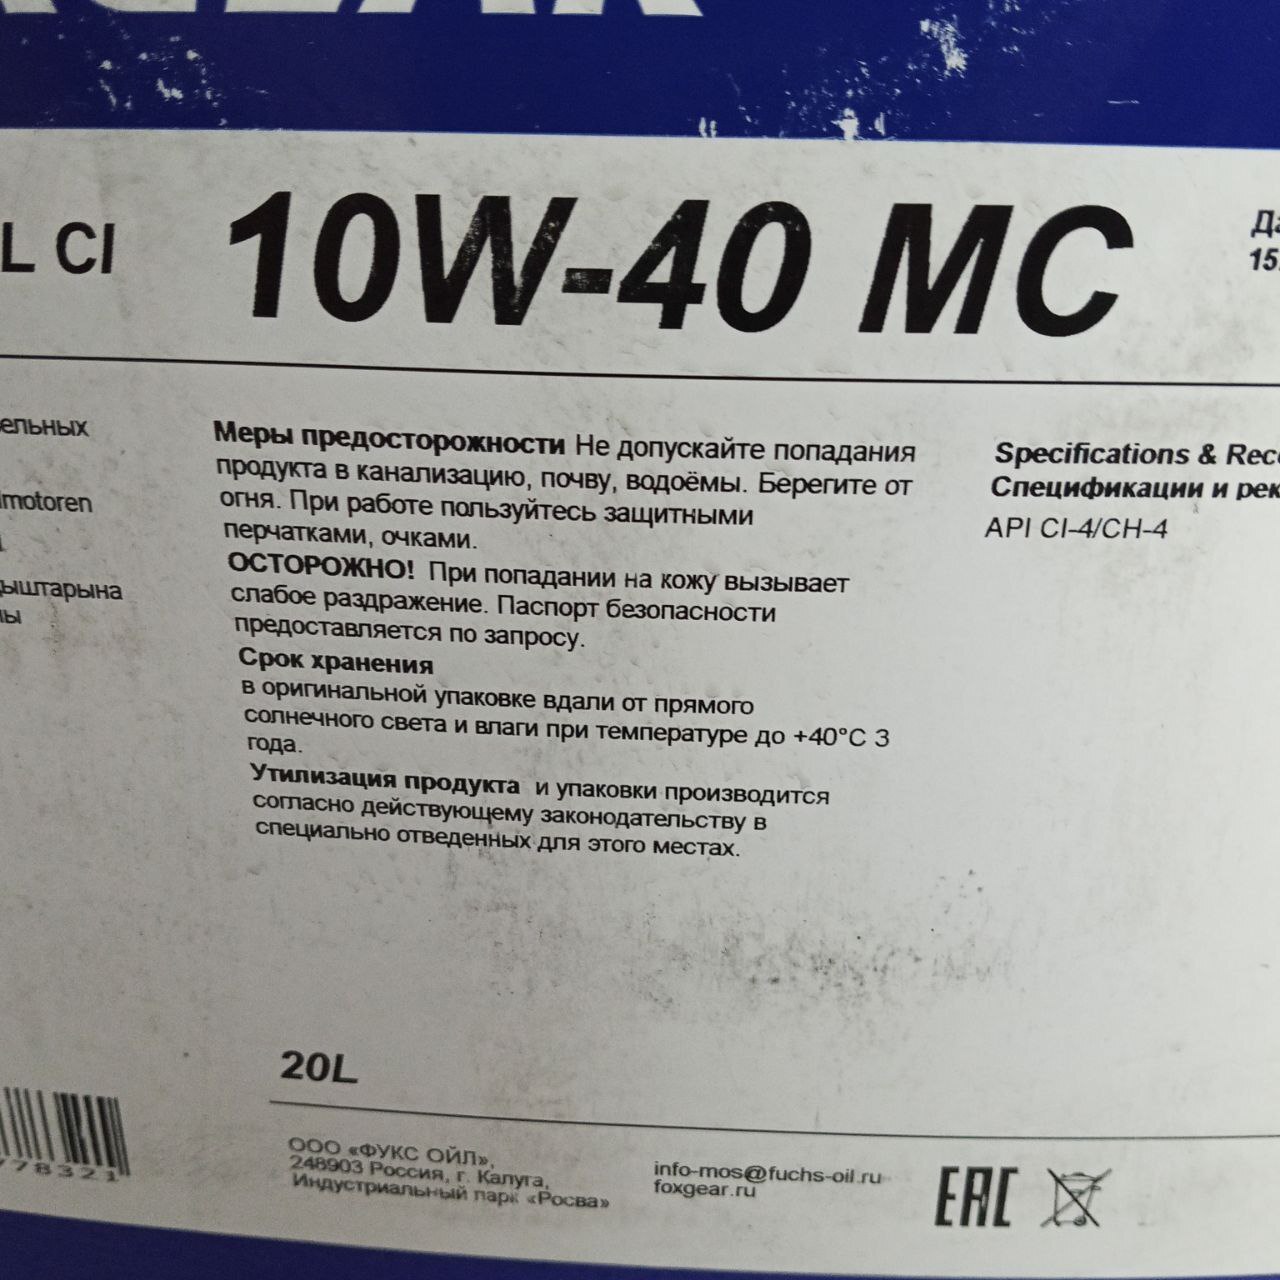 L CI
10W-40 MC
15
ельных
motoren
ыштарына
ны
Меры предосторожности Не допускайте попадания
продукта в канализацию, почву, водоёмы. Берегите от
огня. При работе пользуйтесь защитными
перчатками, очками.
ОСТОРОЖНО! При попадании на кожу вызывает
слабое раздражение. Паспорт безопасности
предоставляется по запросу.
Срок хранения
в оригинальной упаковке вдали от прямого
солнечного света и влаги при температуре до +40°C 3
года.
Утилизация продукта и упаковки производится
согласно действующему законодательству в
специально отведенных для этого местах.
Specifications & Rec
Спецификации и рек
API CI-4/CH-4
20L
78321
ООО «ФУКС ОЙЛ»,
248903 Россия, г. Калуга,
Индустриальный парк «Росва»
info-mos@fuchs-oil.ru
foxgear.ru
EAC